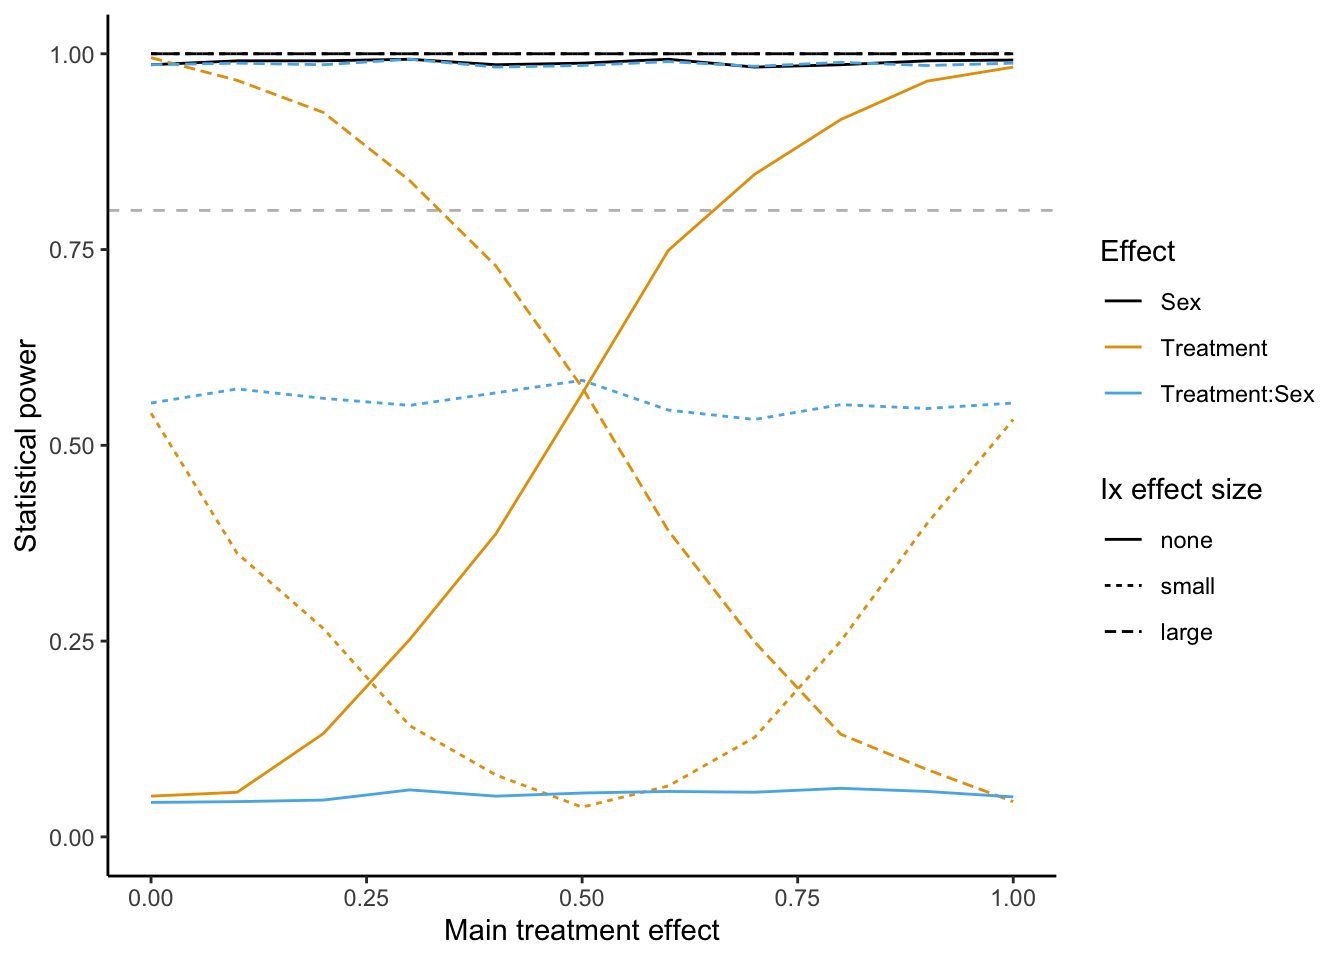 1.00
0.75
0.50
0.25
0.00
Statistical power
0.00
0.25
0.50
0.75
1.00
Main treatment effect
Effect
Sex
Treatment
Treatment:Sex
Ix effect size
none
small
large